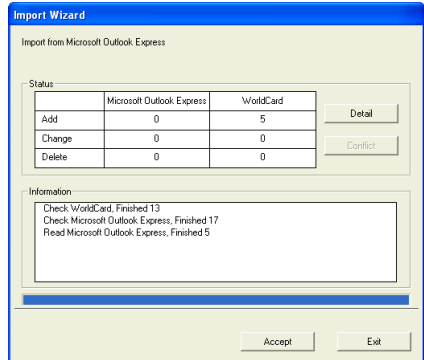 Import Wizard
Import from Microsoft Outlook Express
Status
Microsoft Outlook Express WorldCard
Add 0 5
Detail
Change 0 0
Conflict
Delete 0 0
Information
Check WorldCard, Finished 13
Check Microsoft Outlook Express, Finished 17
Read Microsoft Outlook Express, Finished 5
Accept Exit